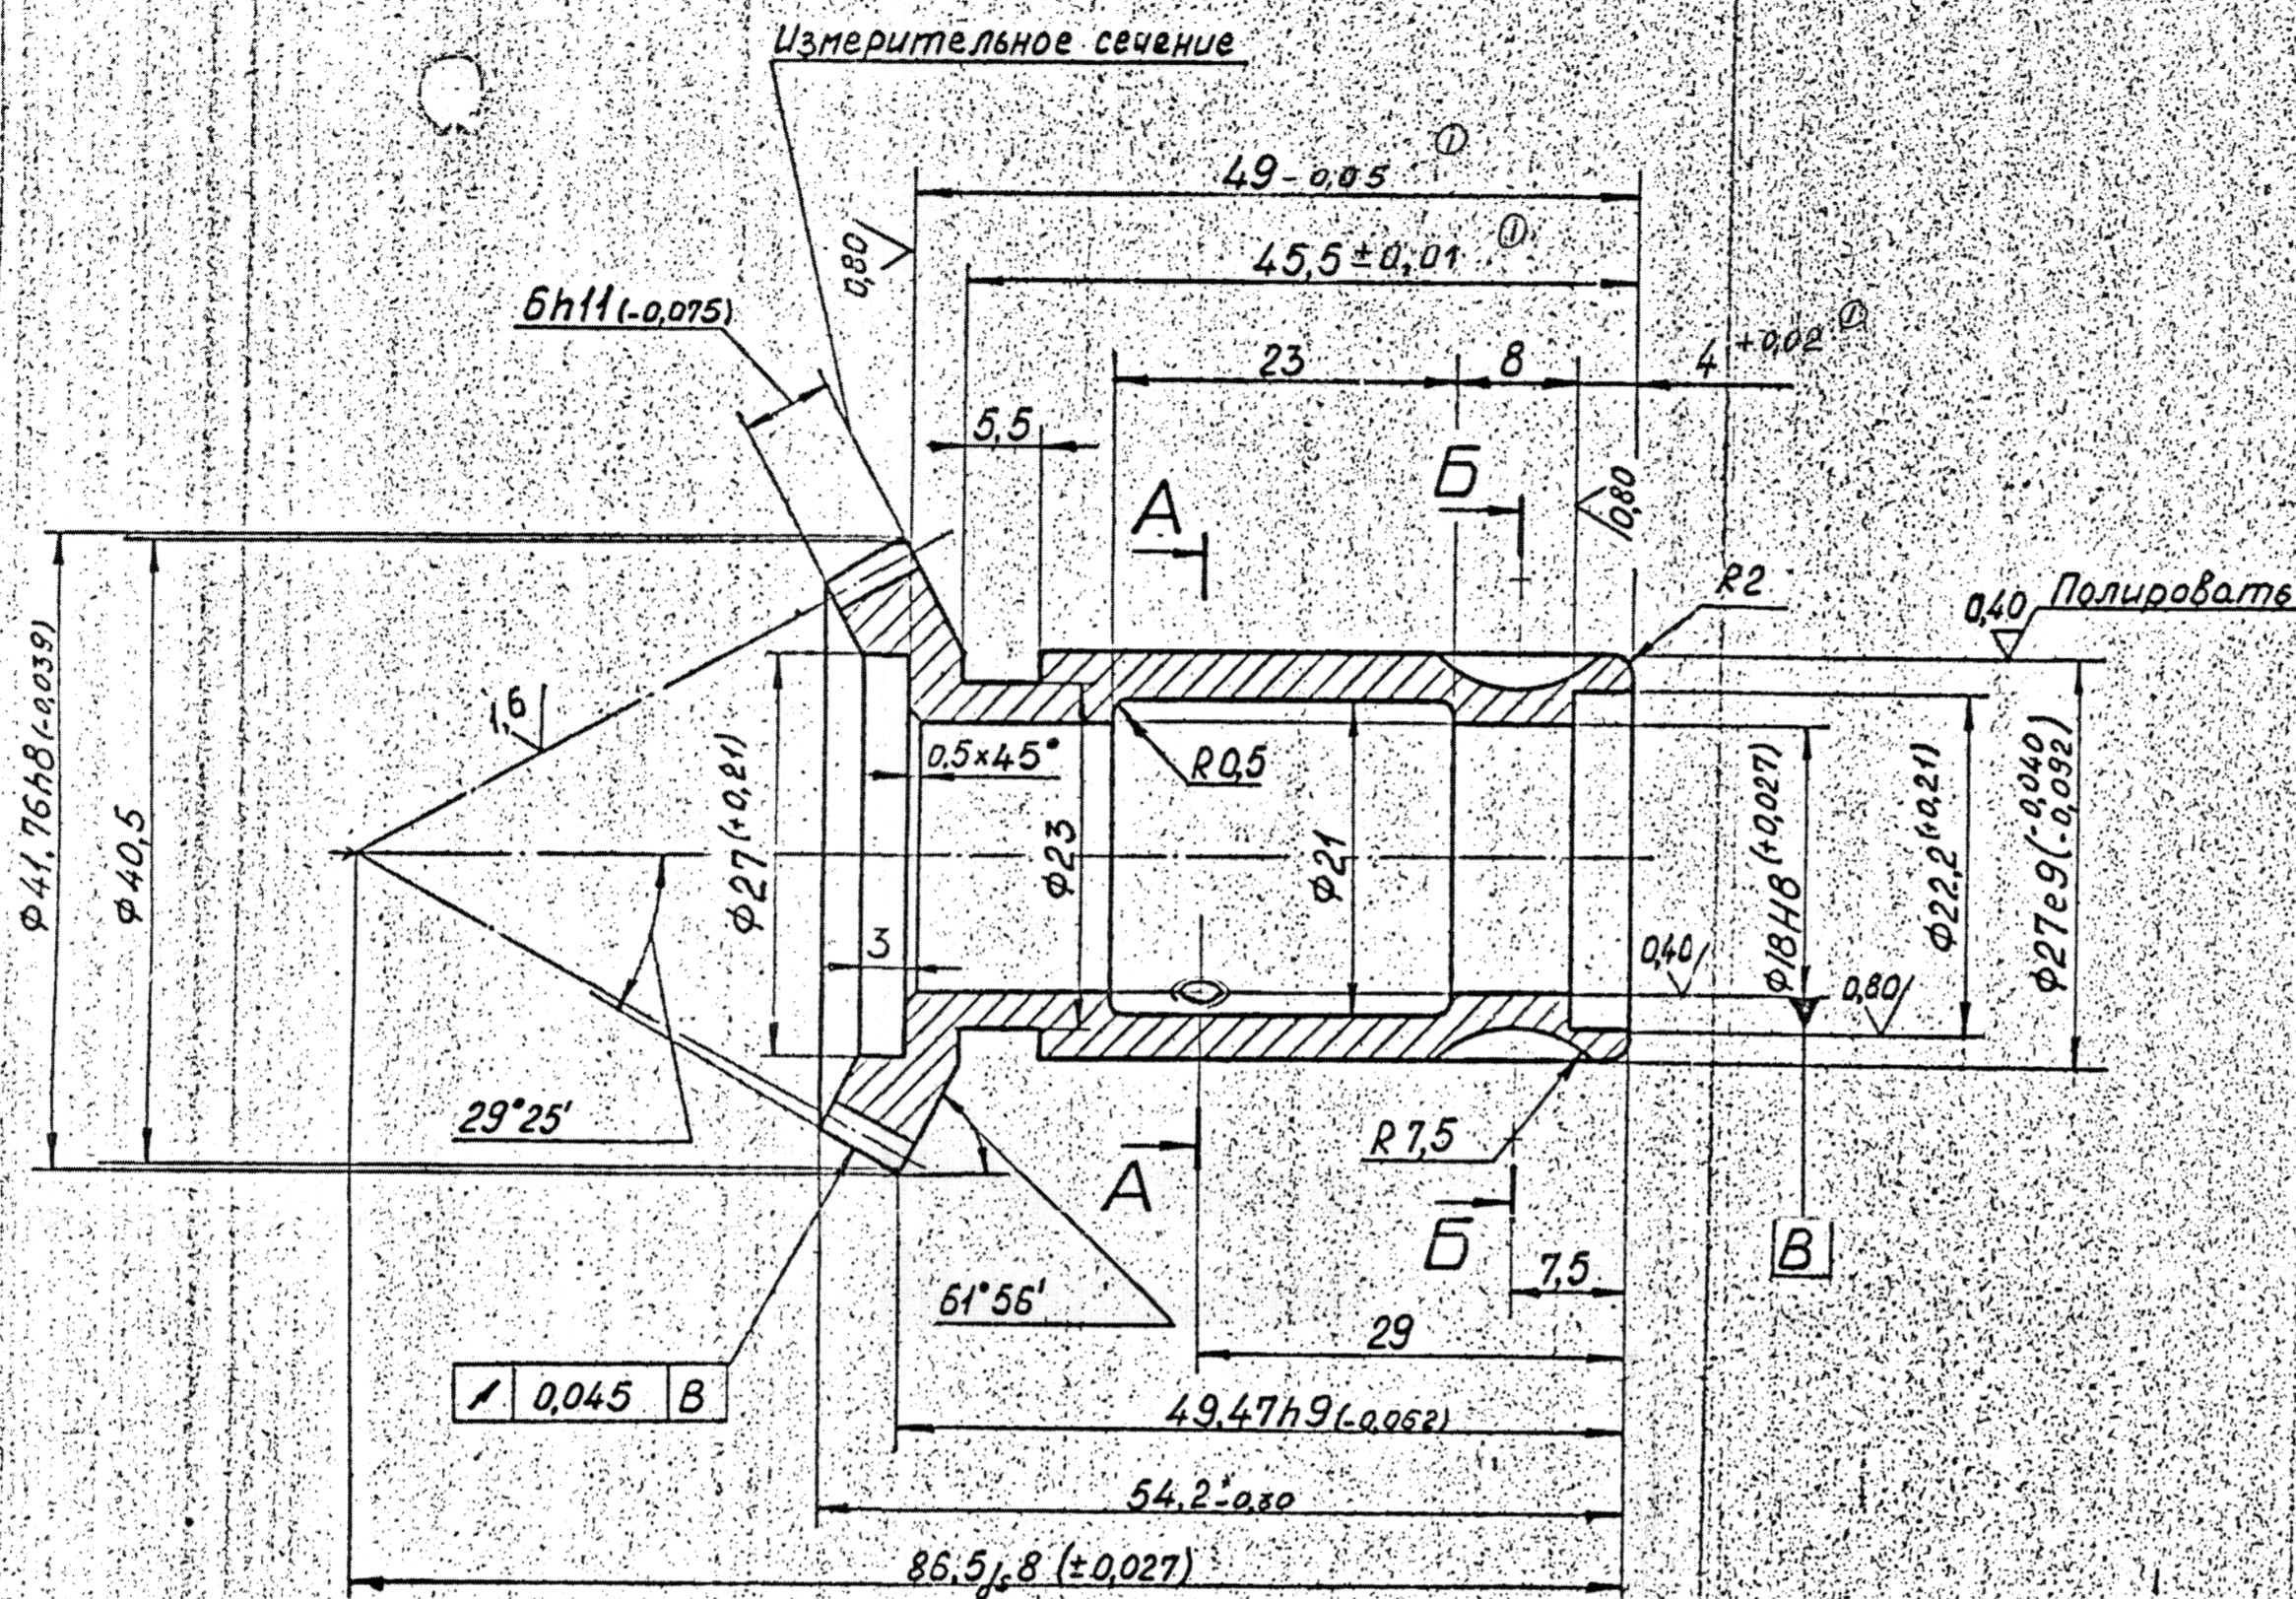 Измерительное сечение
①
49-0,05
①
45,5±0,01
0,80
6h11(-0,075)
①
4+0,02
23
8
5,5
А
Б
0,80
R2
0,40
Полировать
1,6
0,5×45°
R0,5
Ф41,76h8(-0,039)
Ф40,5
Ф27(+0,21)
Ф23
Ф21
Ф18H8(+0,027)
Ф22,2(+0,21)
Ф27e9(-0,040
-0,092)
3
0,40
0,80
29°25'
R7,5
А
Б
В
7,5
61°56'
29
0,045 В
49,47h9(-0,062)
54,2-0,30
86,5js8 (±0,027)